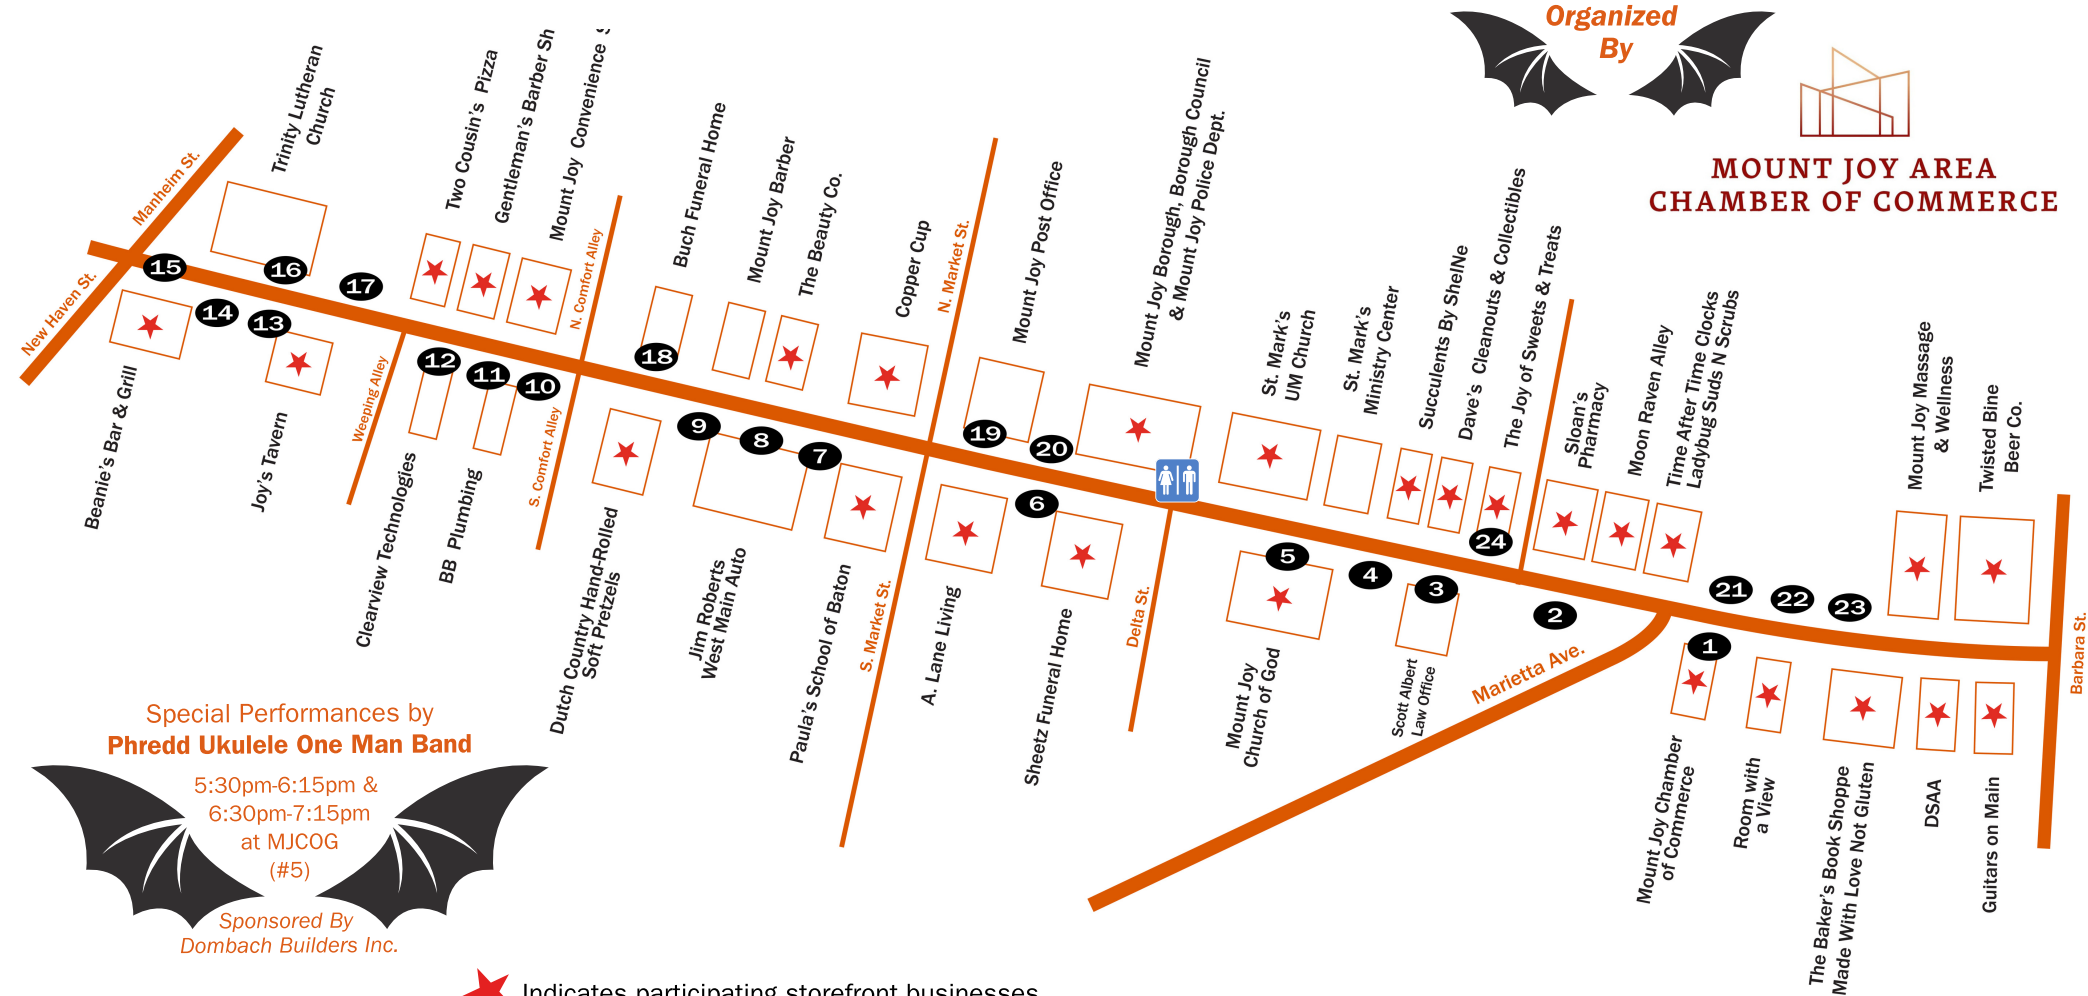 Organized
By
MOUNT JOY AREA
CHAMBER OF COMMERCE
Manheim St.
New Haven St.
Trinity Lutheran
Church
Two Cousin's Pizza
Gentleman's Barber Sh
Mount Joy Convenience S
N. Comfort Alley
Buch Funeral Home
Mount Joy Barber
The Beauty Co.
Copper Cup
N. Market St.
Mount Joy Post Office
Mount Joy Borough, Borough Council
& Mount Joy Police Dept.
St. Mark's
UM Church
St. Mark's
Ministry Center
Succulents By ShelNe
Dave's Cleanouts & Collectibles
The Joy of Sweets & Treats
Sloan's
Pharmacy
Moon Raven Alley
Time After Time Clocks
Ladybug Suds N Scrubs
Mount Joy Massage
& Wellness
Twisted Bine
Beer Co.
15
16
17
14
13
12
11
10
18
9
8
7
19
20
6
5
4
3
24
2
21
22
23
1
Beanie's Bar & Grill
Joy's Tavern
Weeping Alley
Clearview Technologies
BB Plumbing
S. Comfort Alley
Dutch Country Hand-Rolled
Soft Pretzels
Jim Roberts
West Main Auto
Paula's School of Baton
S. Market St.
A. Lane Living
Sheetz Funeral Home
Delta St.
Mount Joy
Church of God
Scott Albert
Law Office
Marietta Ave.
Mount Joy Chamber
of Commerce
Room with
a View
The Baker's Book Shoppe
Made With Love Not Gluten
DSAA
Guitars on Main
Barbara St.
Special Performances by
Phredd Ukulele One Man Band
5:30pm-6:15pm &
6:30pm-7:15pm
at MJCOG
(#5)
Sponsored By
Dombach Builders Inc.
Indicates participating storefront businesses